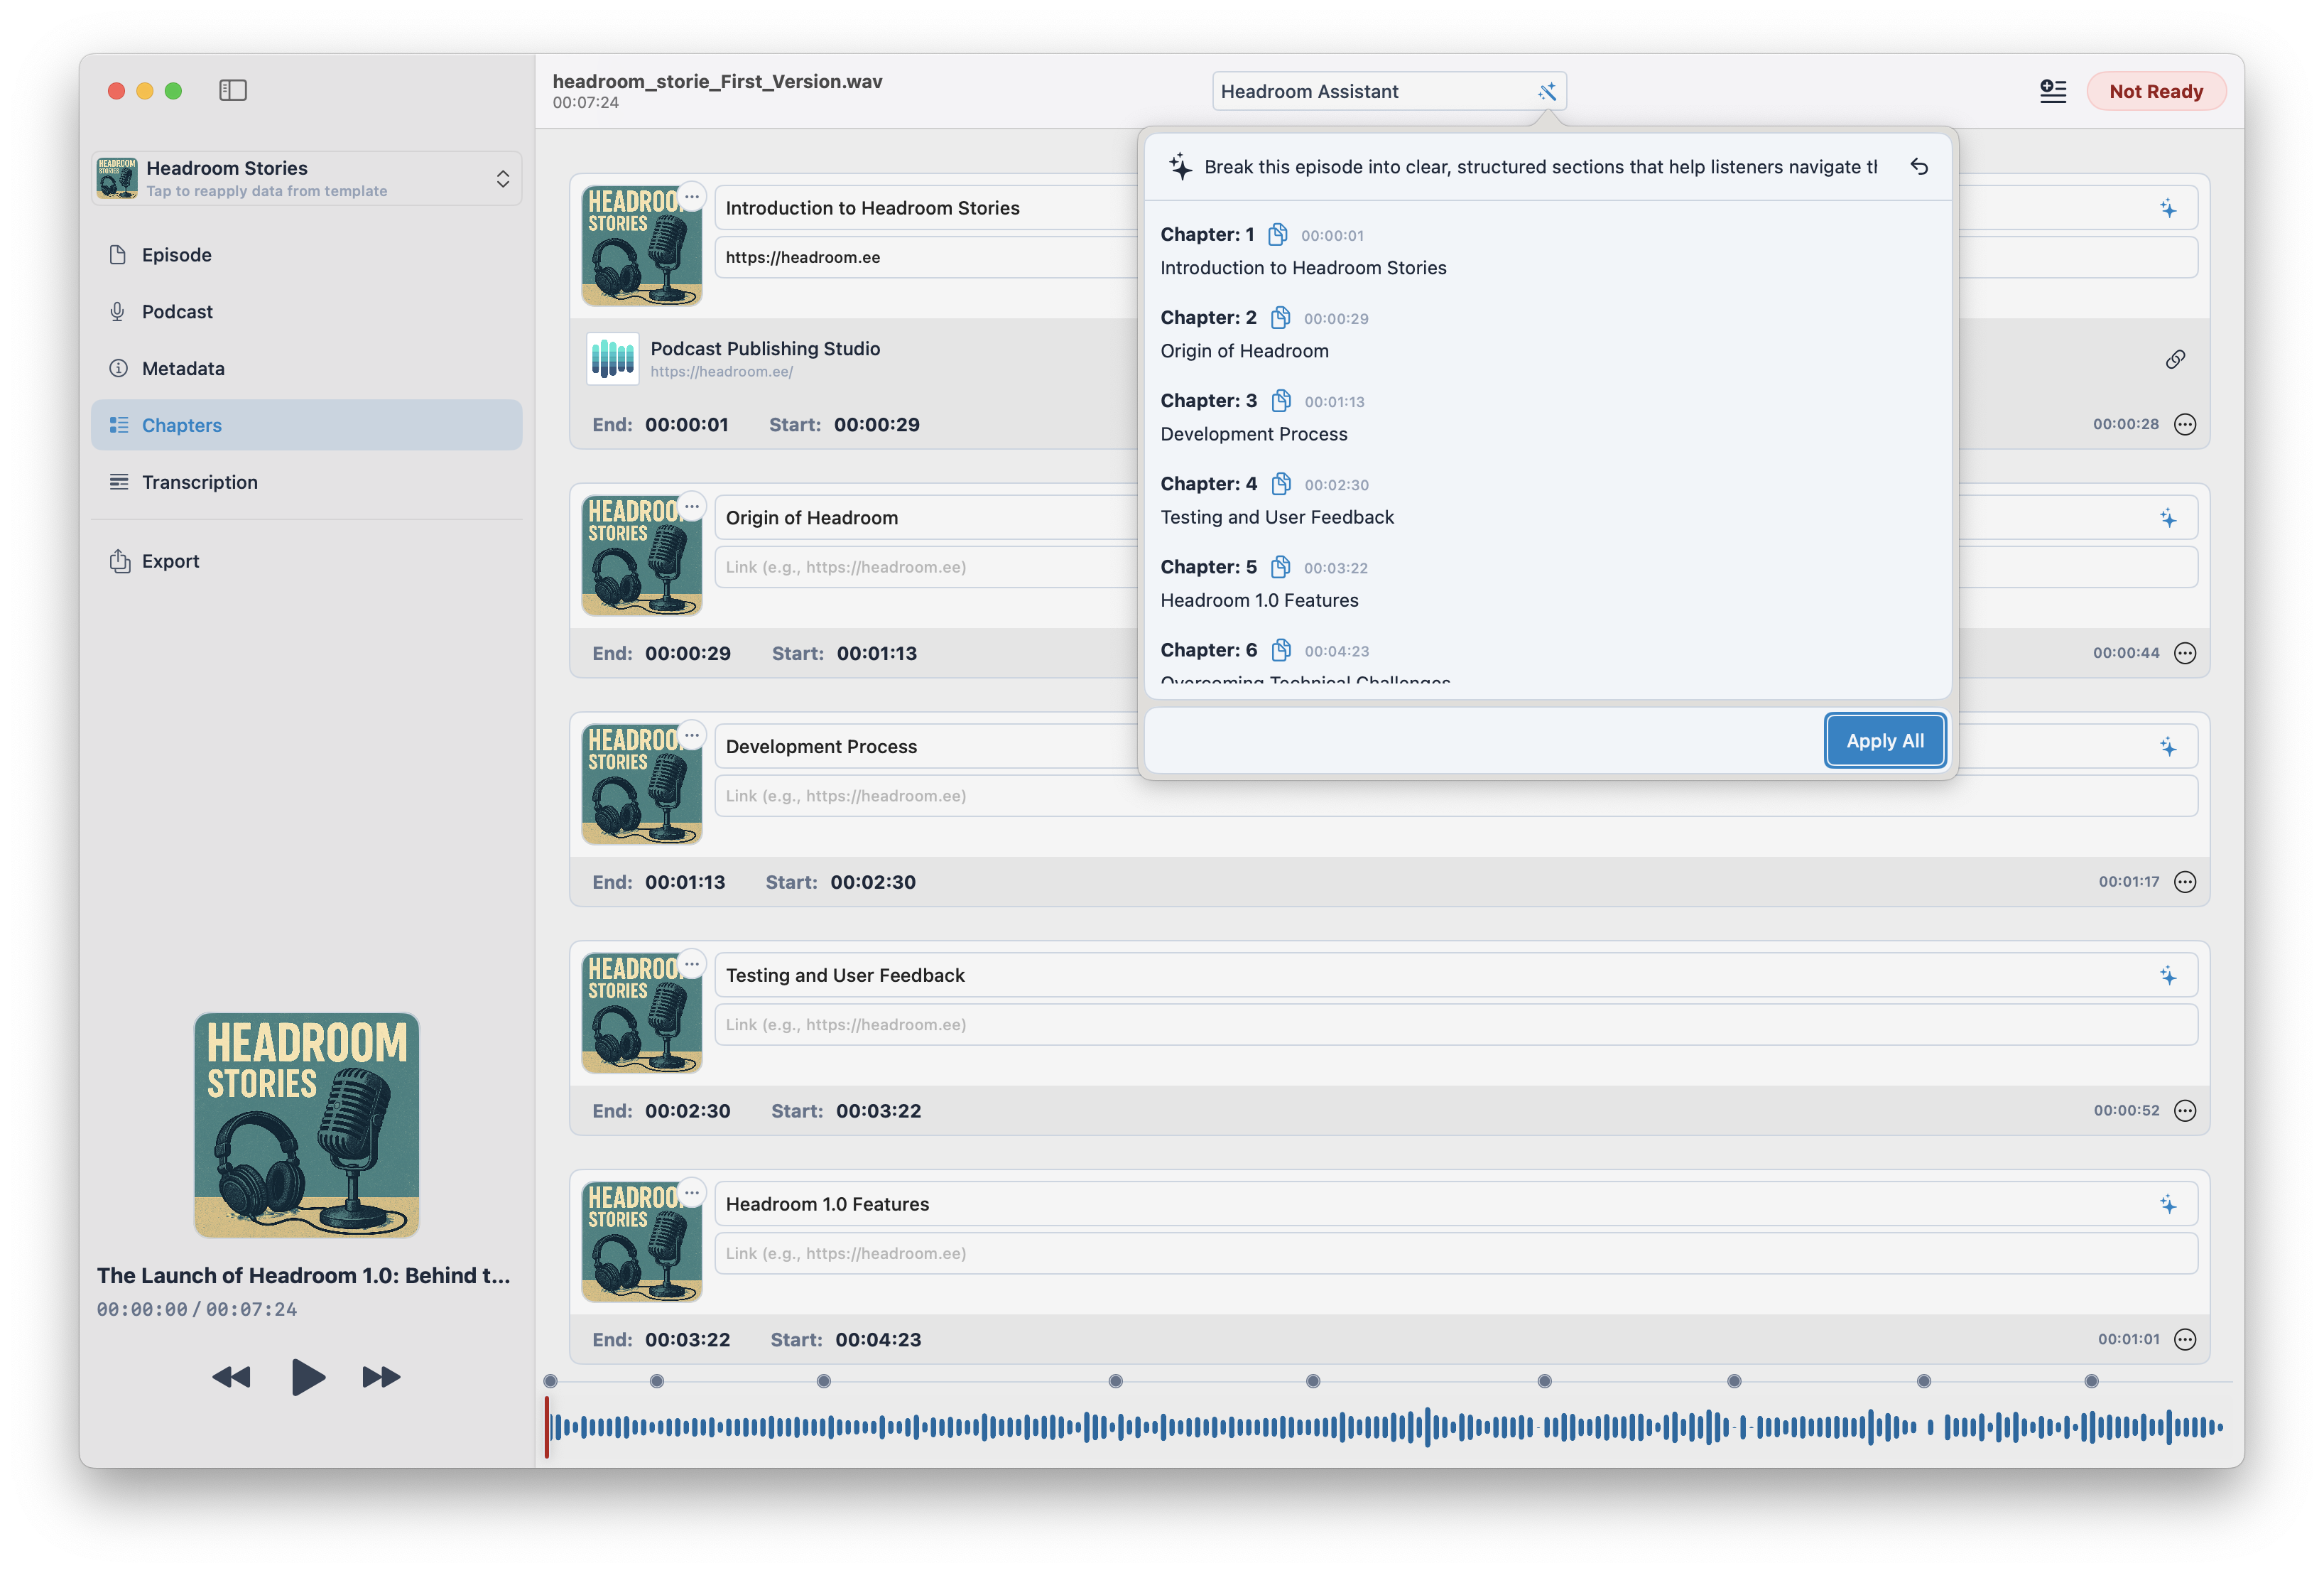 headroom_storie_First_Version.wav
00:07:24
Headroom Assistant
Not Ready
HEADROOM
STORIES
Headroom Stories
Tap to reapply data from template
Episode
Podcast
Metadata
Chapters
Transcription
Export
HEADROOM
STORIES
The Launch of Headroom 1.0: Behind t...
00:00:00 / 00:07:24
HEADROO
STORIES
Introduction to Headroom Stories
https://headroom.ee
Podcast Publishing Studio
https://headroom.ee/
End: 00:00:01 Start: 00:00:29
00:00:28
HEADROO
STORIES
Origin of Headroom
Link (e.g., https://headroom.ee)
End: 00:00:29 Start: 00:01:13
00:00:44
HEADROO
STORIES
Development Process
Link (e.g., https://headroom.ee)
End: 00:01:13 Start: 00:02:30
00:01:17
HEADROO
STORIES
Testing and User Feedback
Link (e.g., https://headroom.ee)
End: 00:02:30 Start: 00:03:22
00:00:52
HEADROO
STORIES
Headroom 1.0 Features
Link (e.g., https://headroom.ee)
End: 00:03:22 Start: 00:04:23
00:01:01
Break this episode into clear, structured sections that help listeners navigate th
Chapter: 1 00:00:01
Introduction to Headroom Stories
Chapter: 2 00:00:29
Origin of Headroom
Chapter: 3 00:01:13
Development Process
Chapter: 4 00:02:30
Testing and User Feedback
Chapter: 5 00:03:22
Headroom 1.0 Features
Chapter: 6 00:04:23
Overcoming Technical Challenges
Apply All